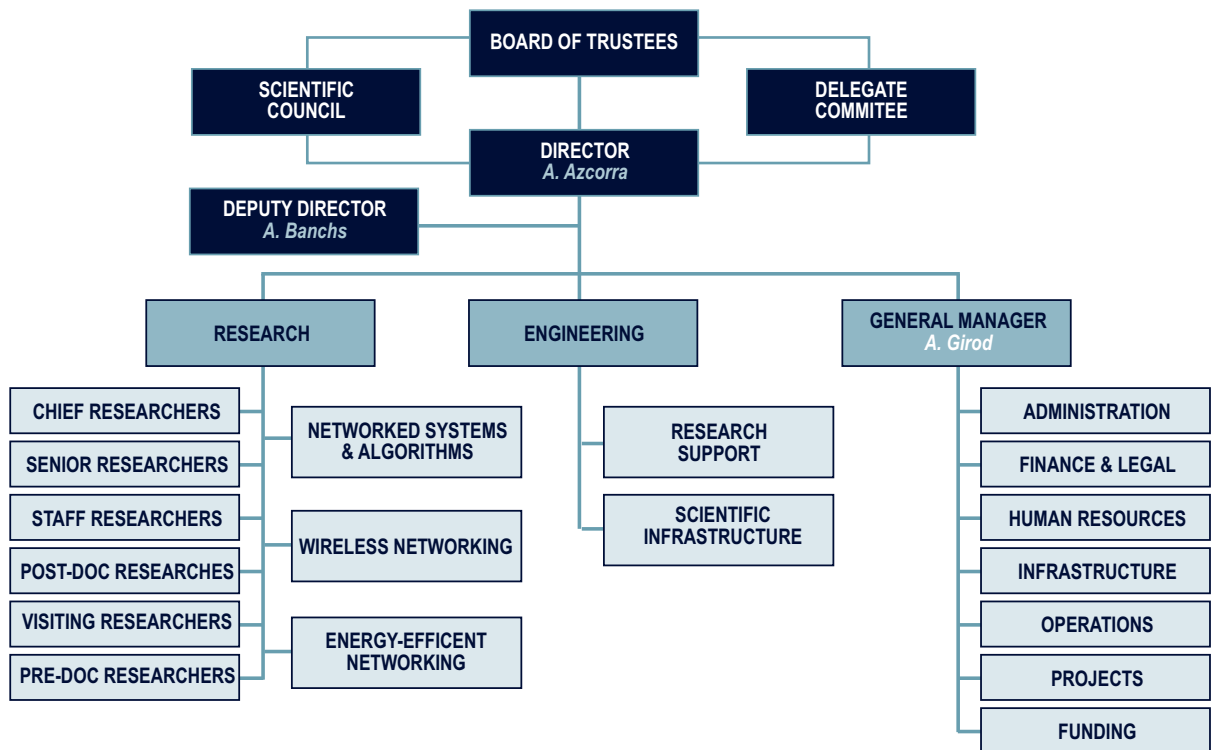 BOARD OF TRUSTEES
SCIENTIFIC
COUNCIL
DELEGATE
COMMITEE
DIRECTOR
A. Azcorra
DEPUTY DIRECTOR
A. Banchs
RESEARCH
ENGINEERING
GENERAL MANAGER
A. Girod
CHIEF RESEARCHERS
SENIOR RESEARCHERS
STAFF RESEARCHERS
POST-DOC RESEARCHES
VISITING RESEARCHERS
PRE-DOC RESEARCHERS
NETWORKED SYSTEMS
& ALGORITHMS
WIRELESS NETWORKING
ENERGY-EFFICENT
NETWORKING
RESEARCH
SUPPORT
SCIENTIFIC
INFRASTRUCTURE
ADMINISTRATION
FINANCE & LEGAL
HUMAN RESOURCES
INFRASTRUCTURE
OPERATIONS
PROJECTS
FUNDING